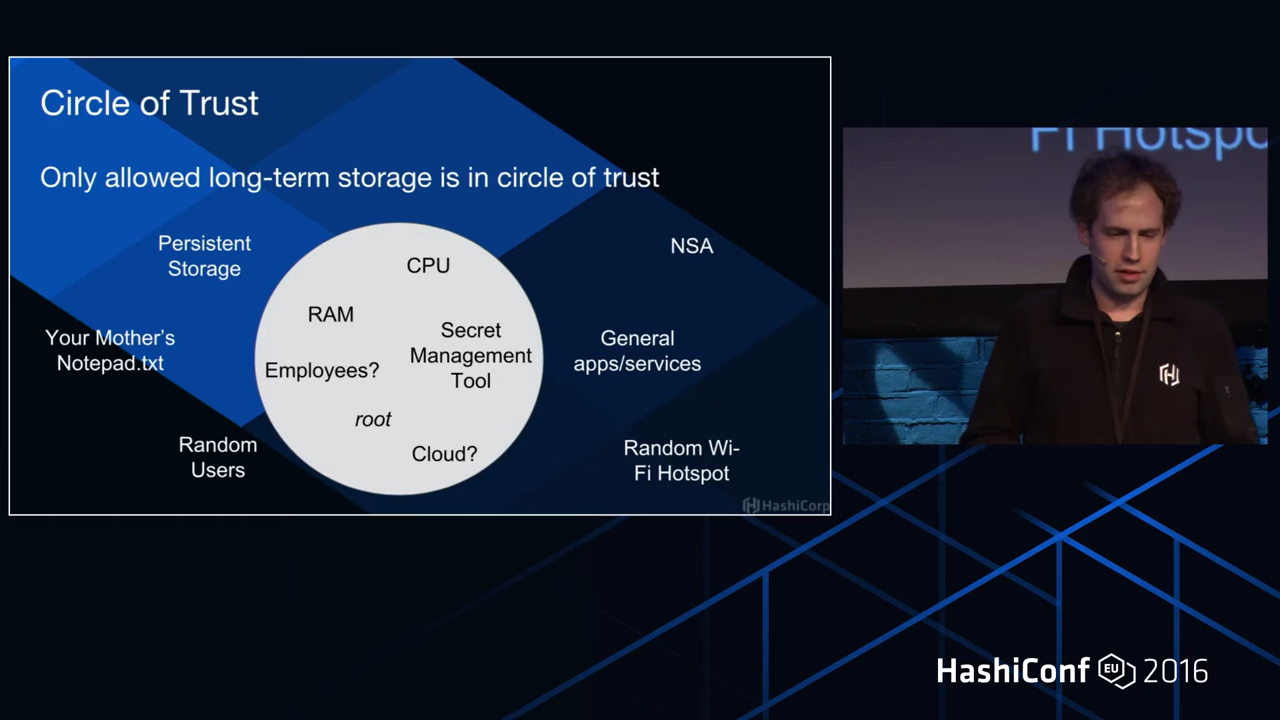 Circle of Trust
Only allowed long-term storage is in circle of trust
Persistent
Storage
CPU
NSA
RAM
Your Mother's
Notepad.txt
Secret
Management
Tool
General
apps/services
Employees?
root
Random
Users
Cloud?
Random Wi-
Fi Hotspot
HashiCorp
Fi Hotspo
HashiConf EU 2016